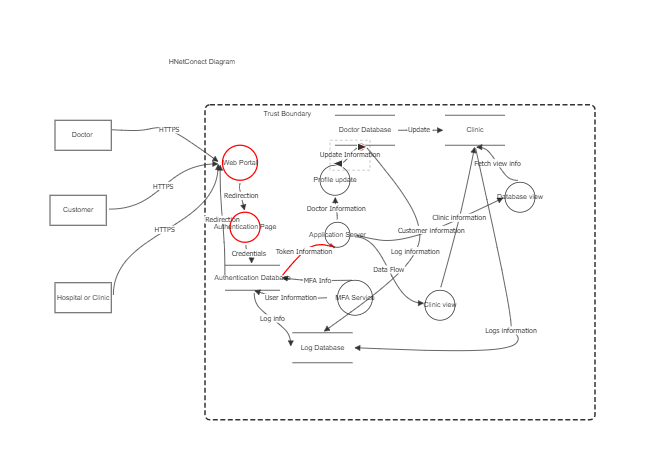 HNetConect Diagram
Trust Boundary
Doctor
HTTPS
Doctor Database
Update
Clinic
Update Information
Web Portal
Fetch view info
Profile update
HTTPS
Redirection
Database view
Customer
Doctor Information
Redirection
Clinic information
Authentication Page
HTTPS
Customer information
Application Server
Credentials
Token Information
Log information
Data Flow
Authentication Database
MFA Info
Hospital or Clinic
User Information
MFA Service
Clinic view
Log info
Logs information
Log Database